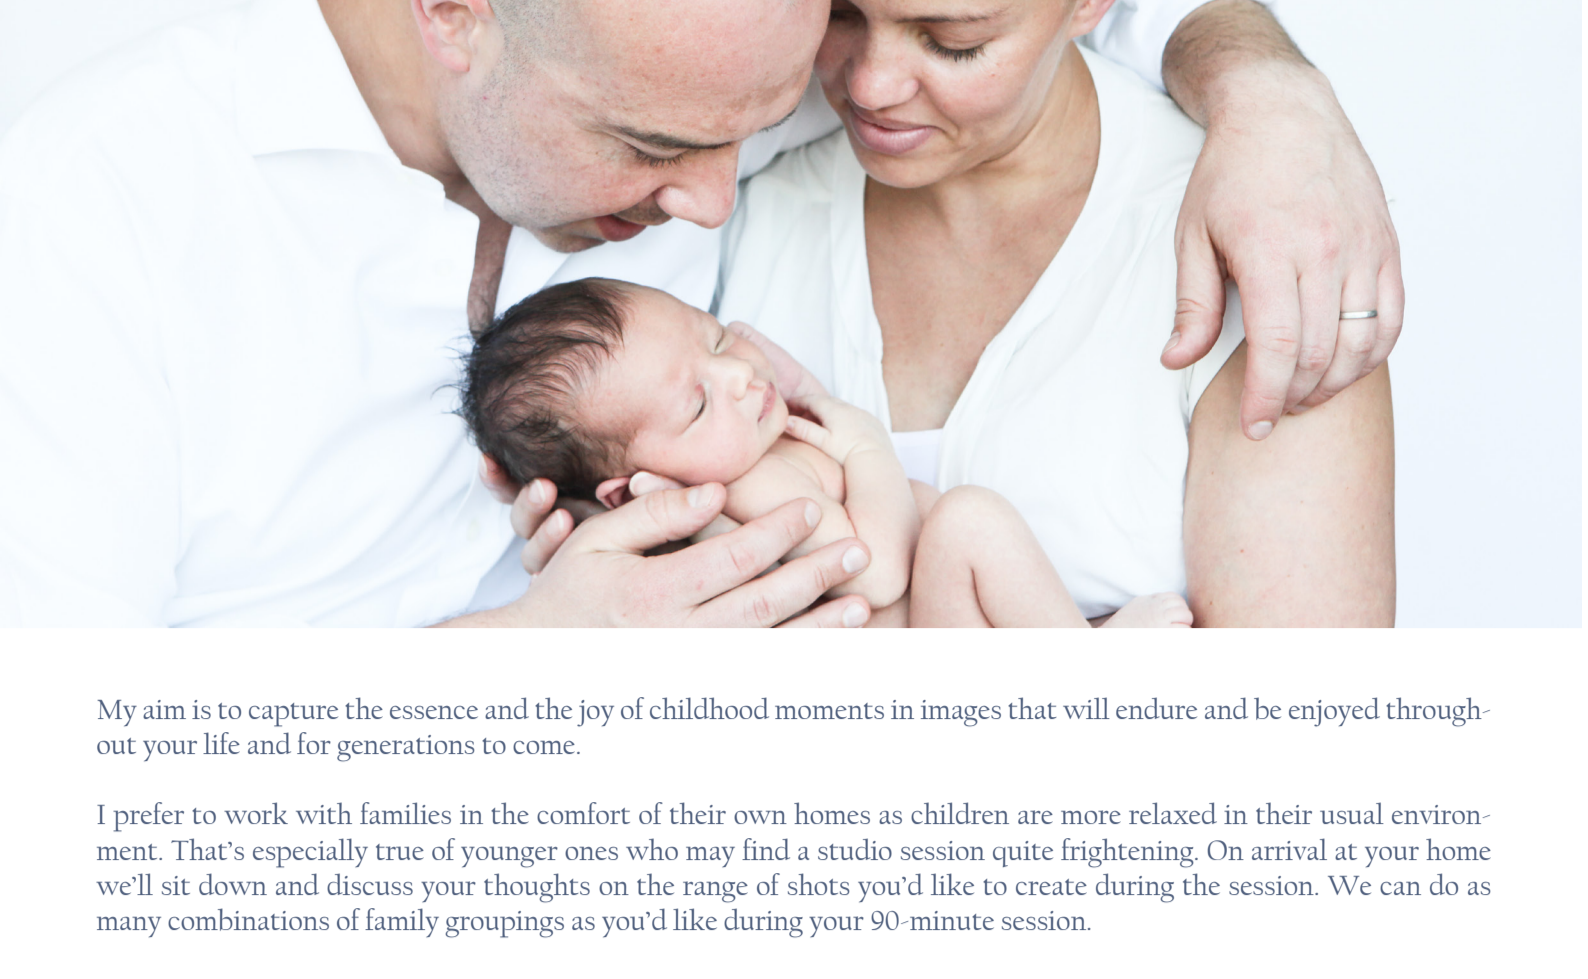 My aim is to capture the essence and the joy of childhood moments in images that will endure and be enjoyed through-
out your life and for generations to come.
I prefer to work with families in the comfort of their own homes as children are more relaxed in their usual environ-
ment. That's especially true of younger ones who may find a studio session quite frightening. On arrival at your home
we'll sit down and discuss your thoughts on the range of shots you'd like to create during the session. We can do as
many combinations of family groupings as you'd like during your 90-minute session.